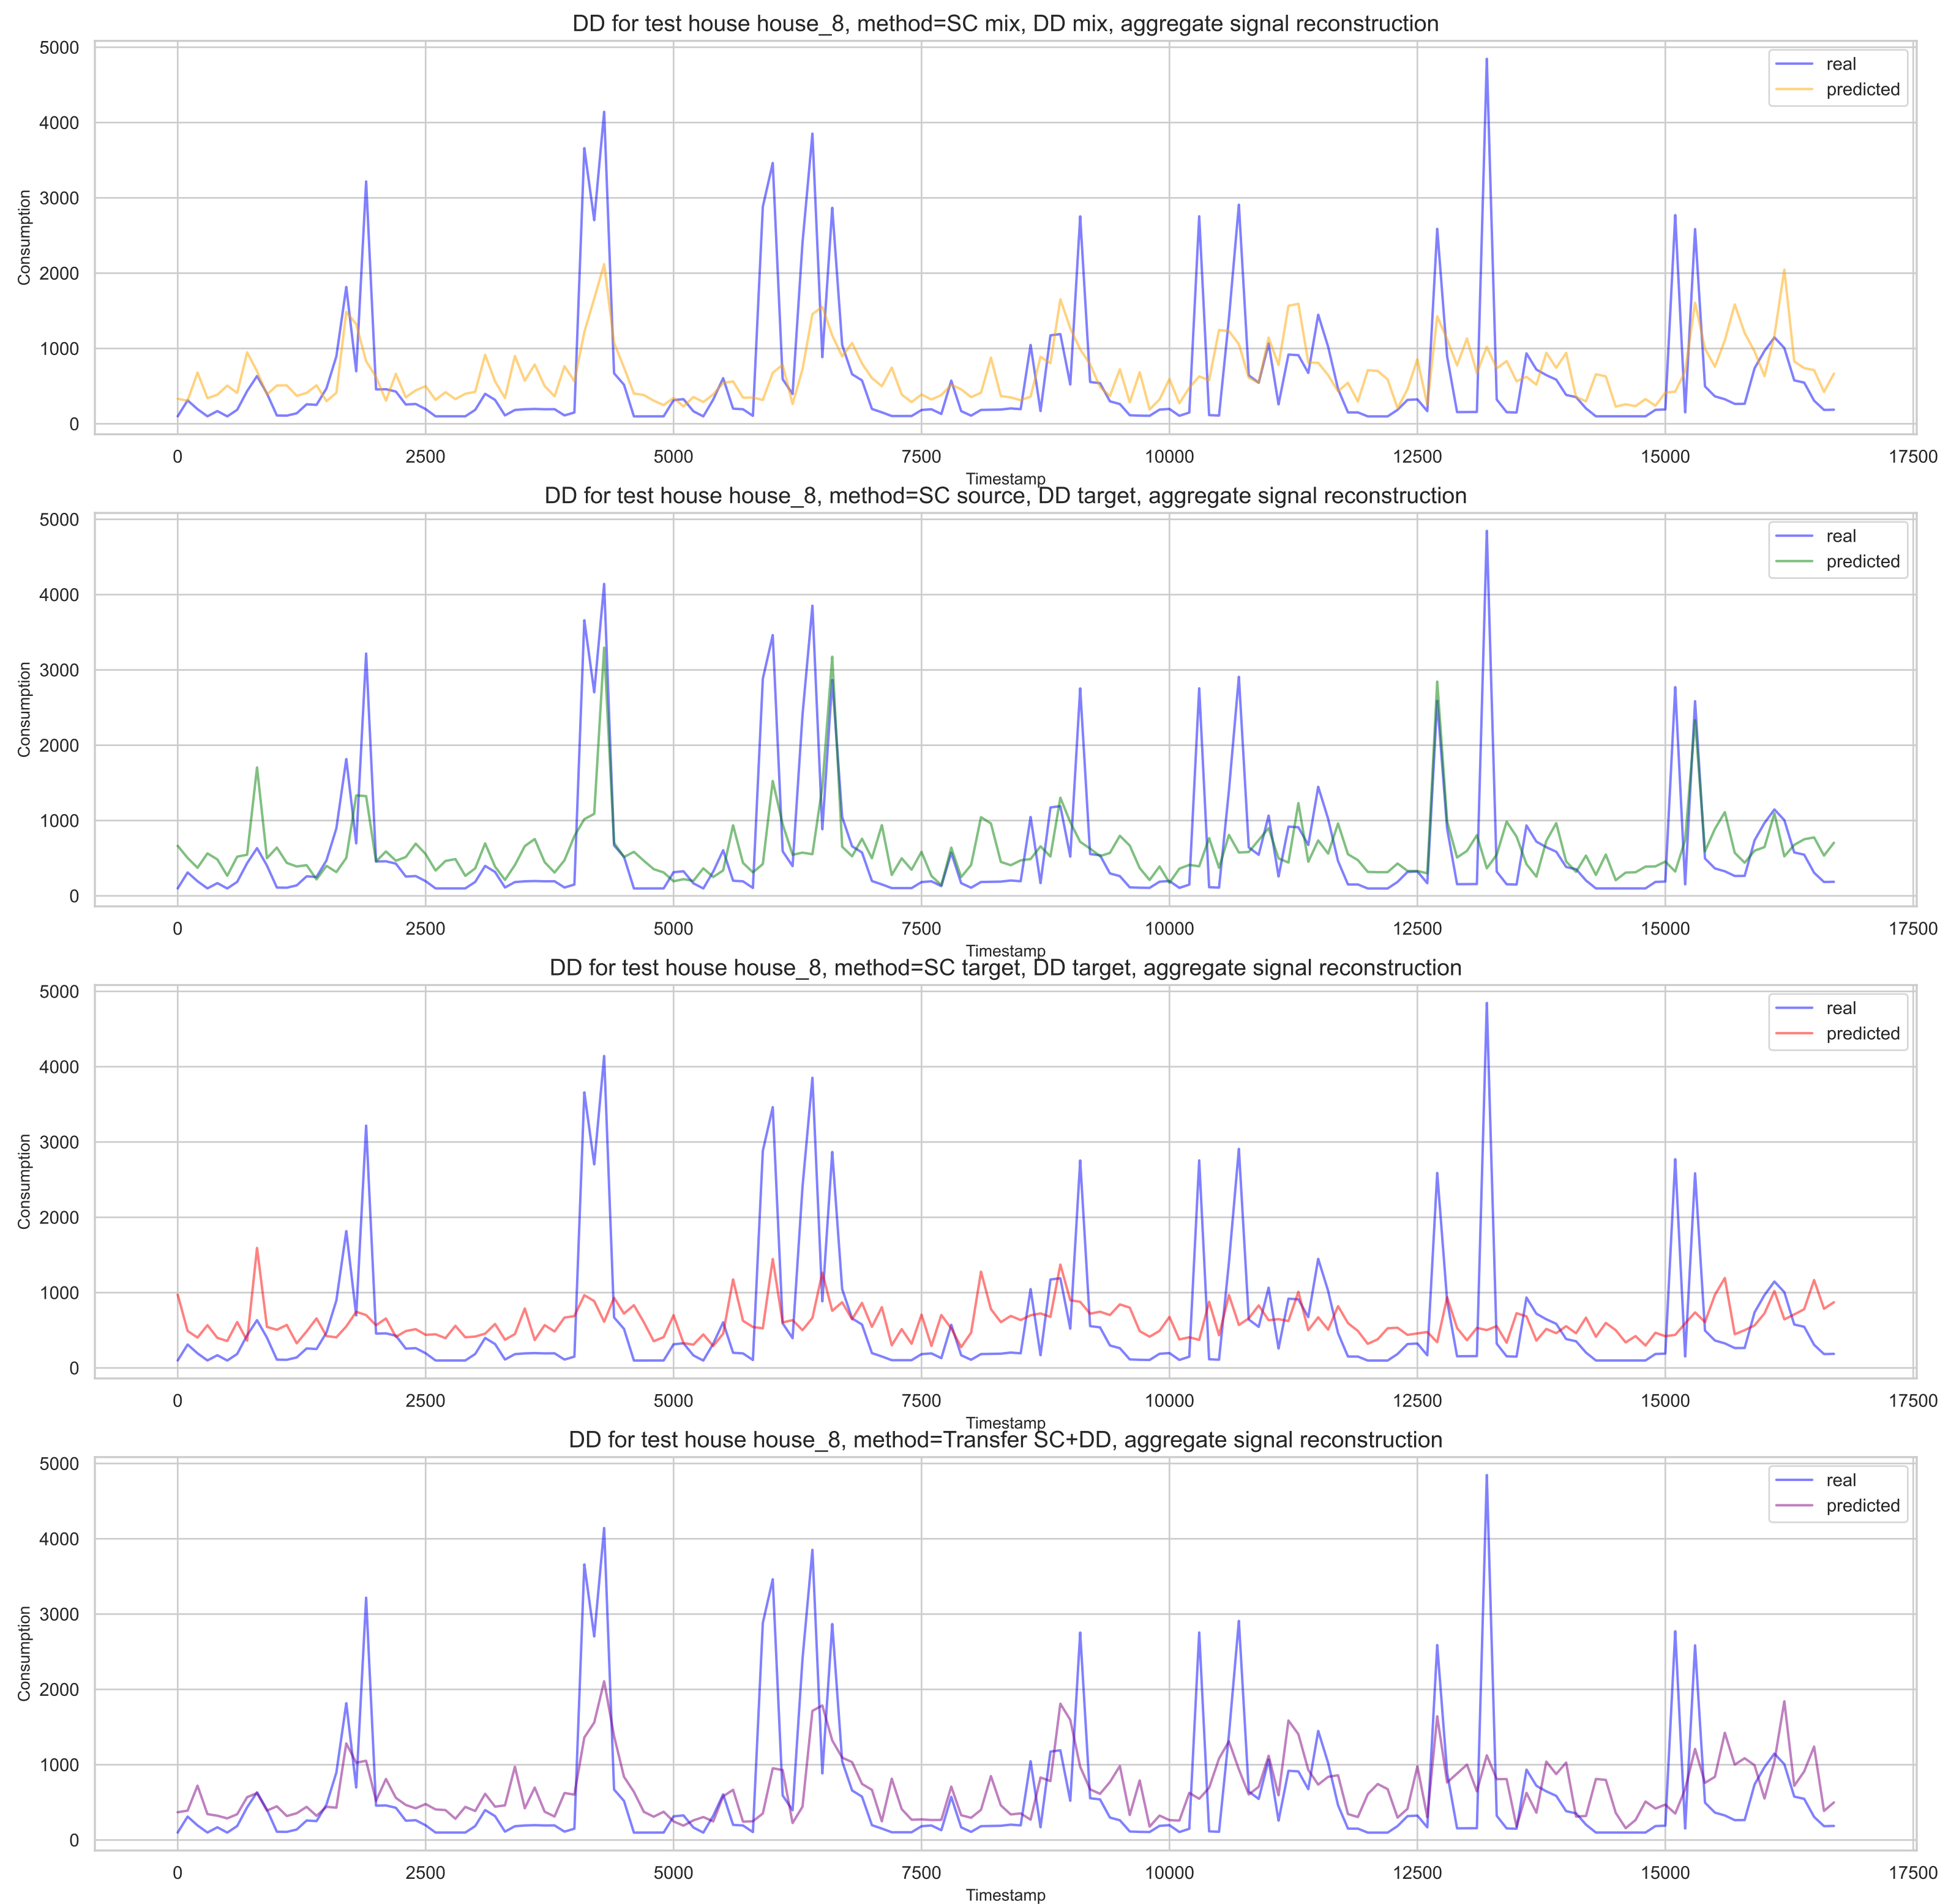 DD for test house house_8, method=SC mix, DD mix, aggregate signal reconstruction
5000
4000
3000
2000
1000
0
Consumption
real
predicted
0 2500 5000 7500 10000 12500 15000 17500
Timestamp
DD for test house house_8, method=SC source, DD target, aggregate signal reconstruction
5000
4000
3000
2000
1000
0
Consumption
real
predicted
0 2500 5000 7500 10000 12500 15000 17500
Timestamp
DD for test house house_8, method=SC target, DD target, aggregate signal reconstruction
5000
4000
3000
2000
1000
0
Consumption
real
predicted
0 2500 5000 7500 10000 12500 15000 17500
Timestamp
DD for test house house_8, method=Transfer SC+DD, aggregate signal reconstruction
5000
4000
3000
2000
1000
0
Consumption
real
predicted
0 2500 5000 7500 10000 12500 15000 17500
Timestamp